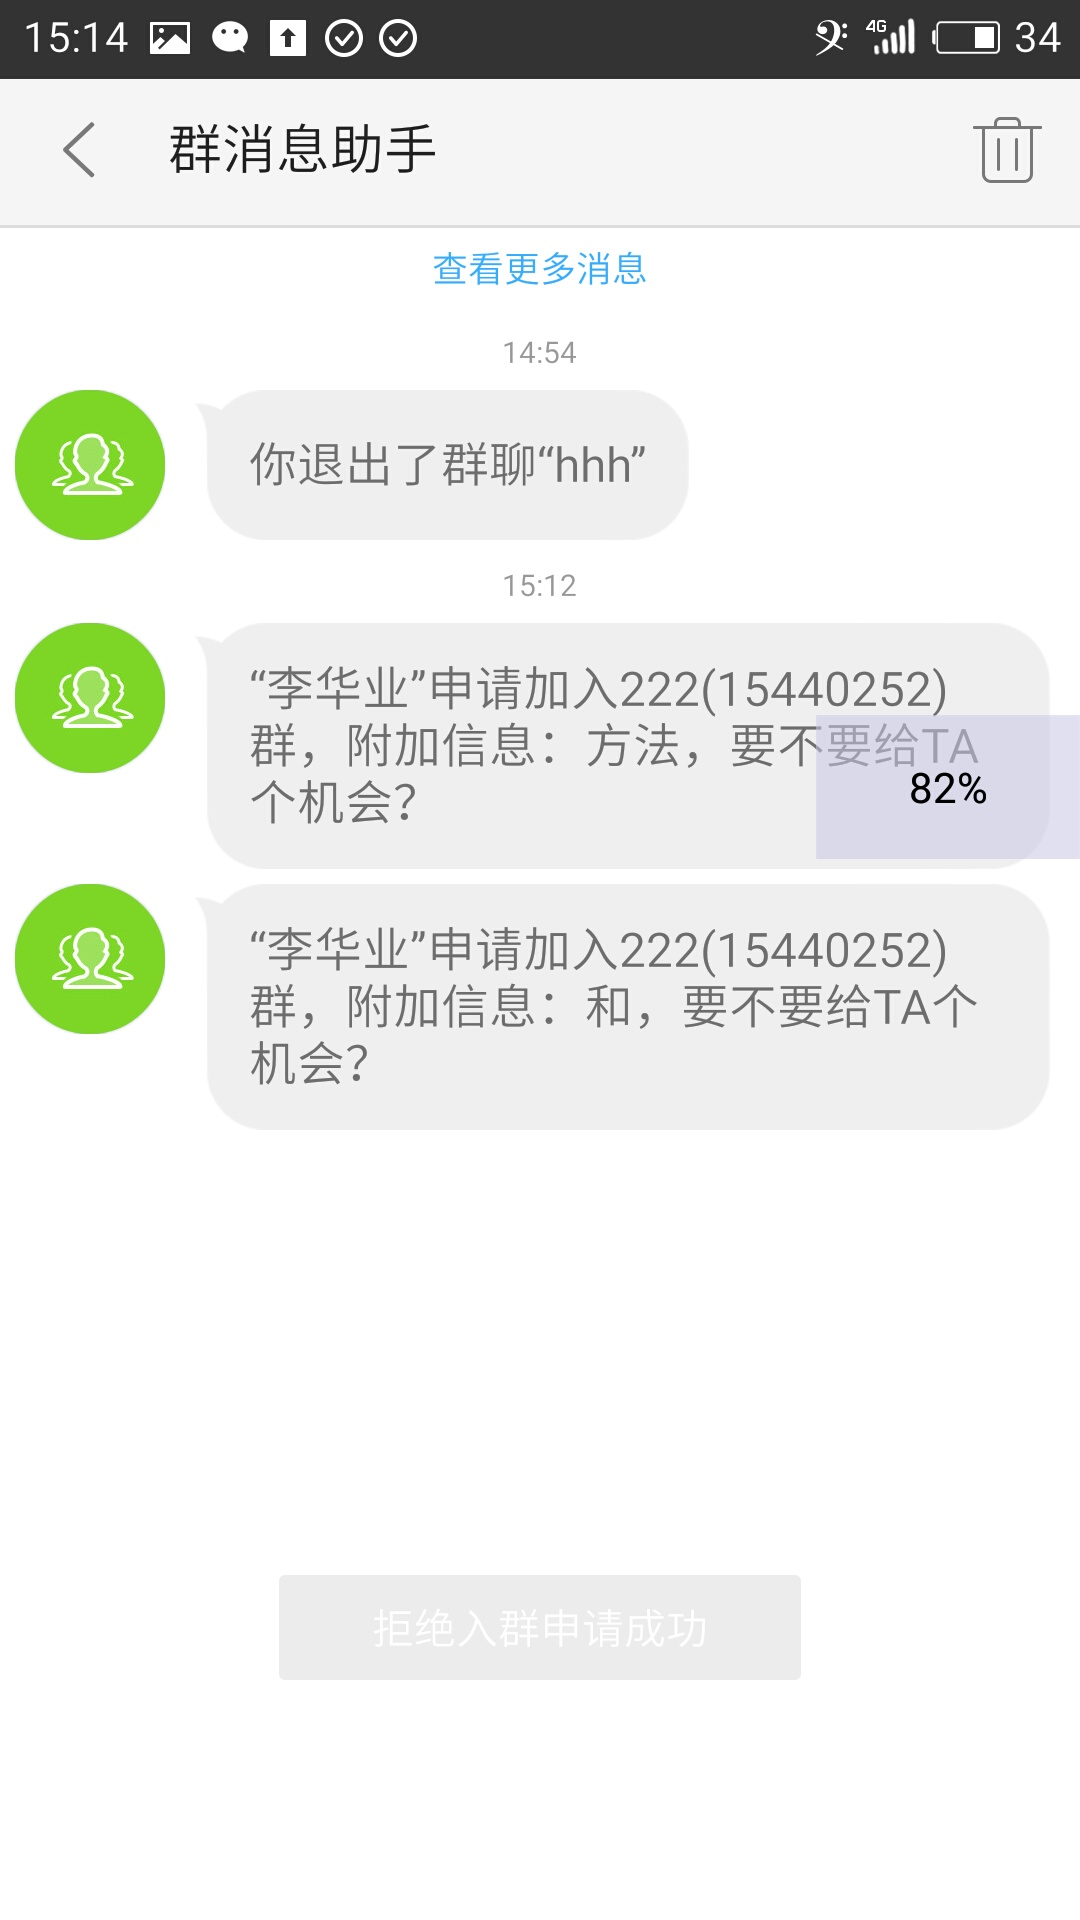 15:14
4G
34
群消息助手
查看更多消息
14:54
你退出了群聊“hhh”
15:12
“李华业”申请加入222(15440252)
群，附加信息：方法，要不要给TA
个机会？
82%
“李华业”申请加入222(15440252)
群，附加信息：和，要不要给TA个
机会？
拒绝入群申请成功